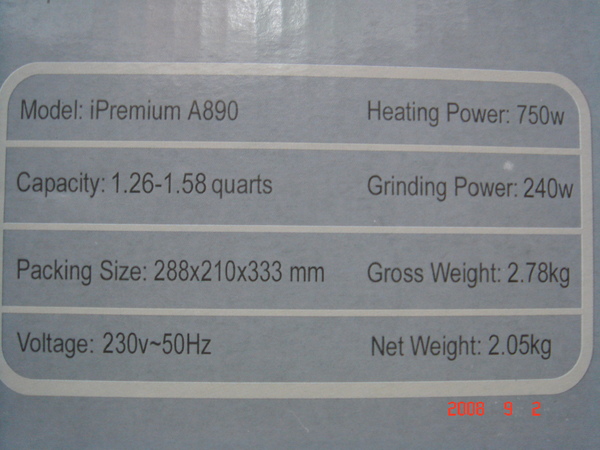 Model: iPremium A890 Heating Power: 750w
Capacity: 1.26-1.58 quarts Grinding Power: 240w
Packing Size: 288x210x333 mm Gross Weight: 2.78kg
Voltage: 230v~50Hz Net Weight: 2.05kg
2008 9 2